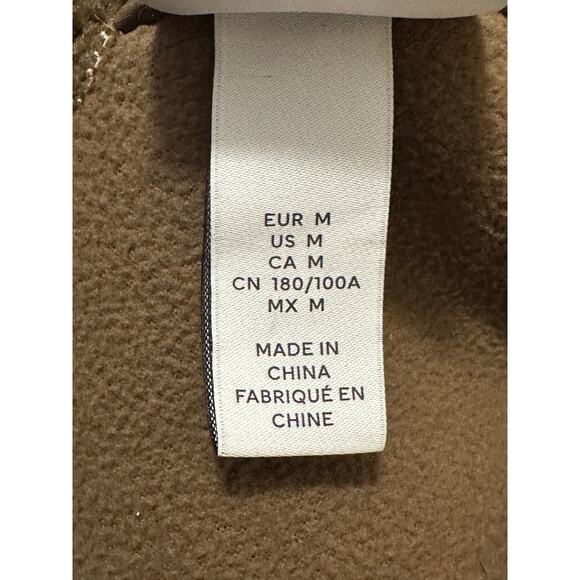 EUR M
US M
CA M
CN 180/100A
MX M
MADE IN
CHINA
FABRIQUÉ EN
CHINE